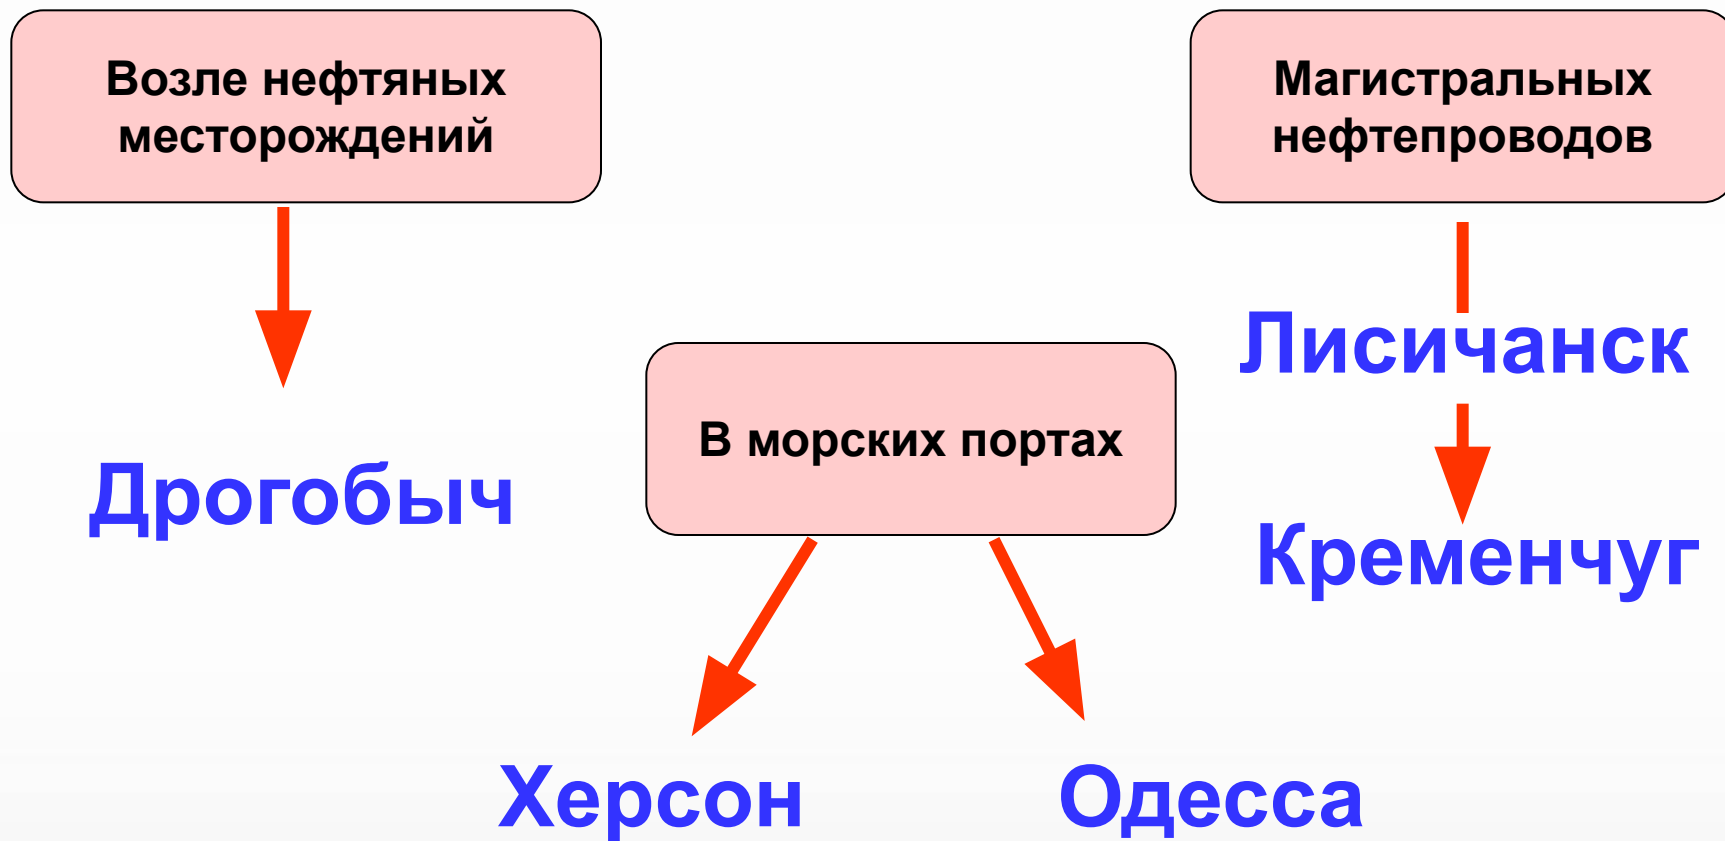 Возле нефтяных
месторождений
Магистральных
нефтепроводов
Лисичанск
В морских портах
Дрогобыч
Кременчуг
Херсон
Одесса